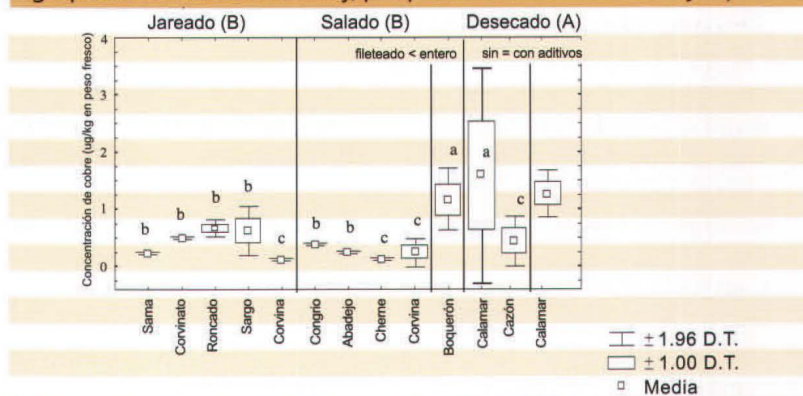 Jareado (B) Salado (B) Desecado (A)
fileteado < entero sin = con aditivos
Concentración de cobre (ug/kg en peso fresco)
4
3
2
1
0
b b b b c b b c c a a c
Sama Corvinato Roncado Sargo Corvina Congrio Abadejo Cherne Corvina Boquerón Calamar Cazón Calamar
±1.96 D.T.
±1.00 D.T.
Media